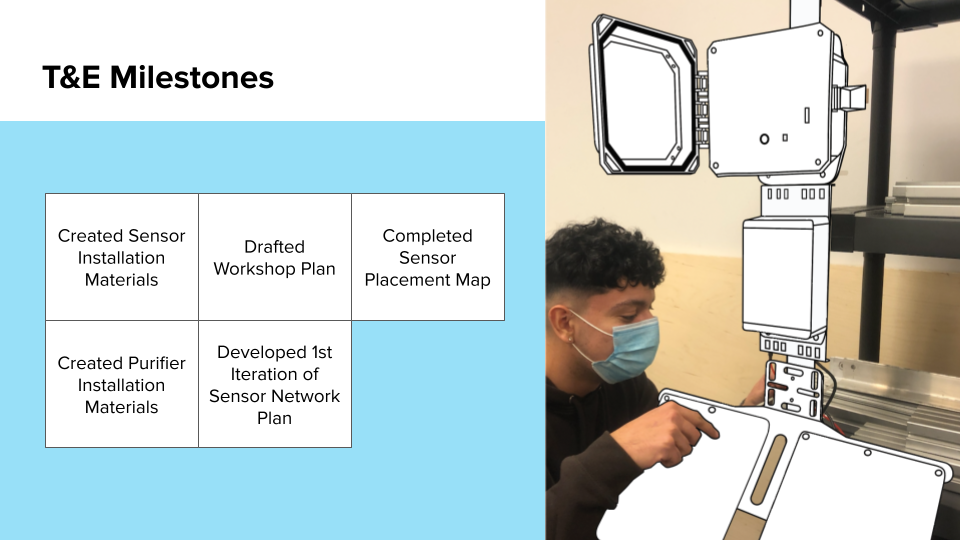 T&E Milestones
Created Sensor
Installation
Materials
Drafted
Workshop Plan
Completed
Sensor
Placement Map
Created Purifier
Installation
Materials
Developed 1st
Iteration of
Sensor Network
Plan